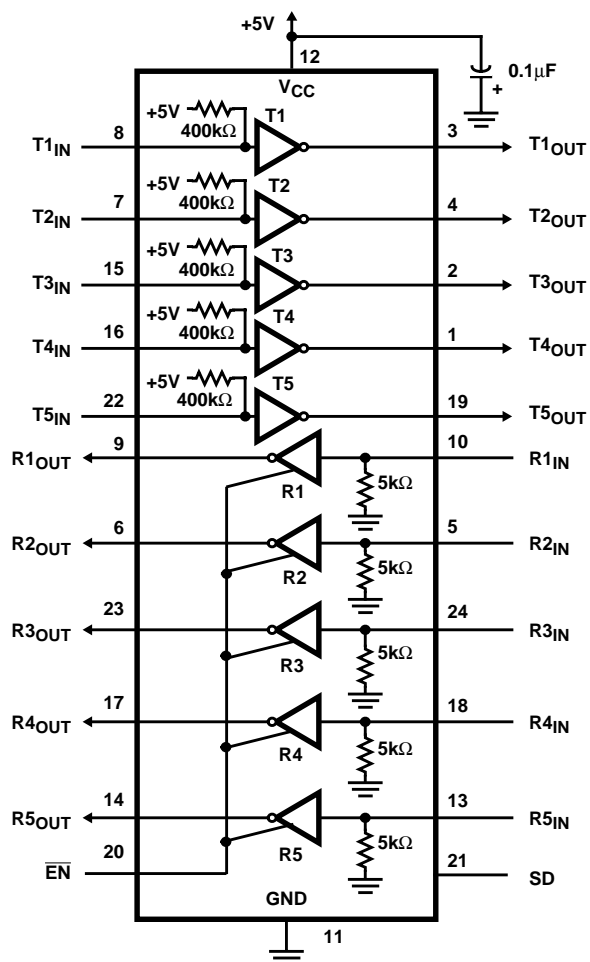 +5V
12
0.1μF
+
VCC
+5V
400kΩ
T1
T1IN
8
3
T1OUT
+5V
400kΩ
T2
T2IN
7
4
T2OUT
+5V
400kΩ
T3
T3IN
15
2
T3OUT
+5V
400kΩ
T4
T4IN
16
1
T4OUT
+5V
400kΩ
T5
T5IN
22
19
T5OUT
R1OUT
9
10
R1IN
R1
5kΩ
R2OUT
6
5
R2IN
R2
5kΩ
R3OUT
23
24
R3IN
R3
5kΩ
R4OUT
17
18
R4IN
R4
5kΩ
R5OUT
14
13
R5IN
R5
5kΩ
EN
20
21
SD
GND
11